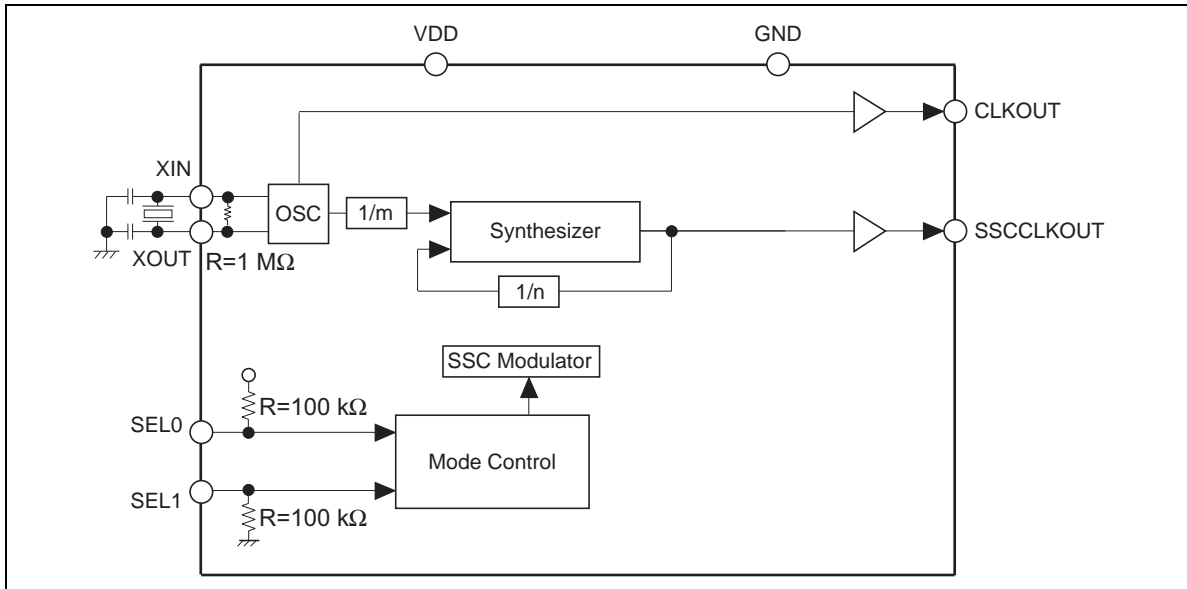 VDD
GND
CLKOUT
XIN
OSC
1/m
Synthesizer
SSCCLKOUT
XOUT
R=1 MΩ
1/n
SSC Modulator
R=100 kΩ
SEL0
Mode Control
SEL1
R=100 kΩ